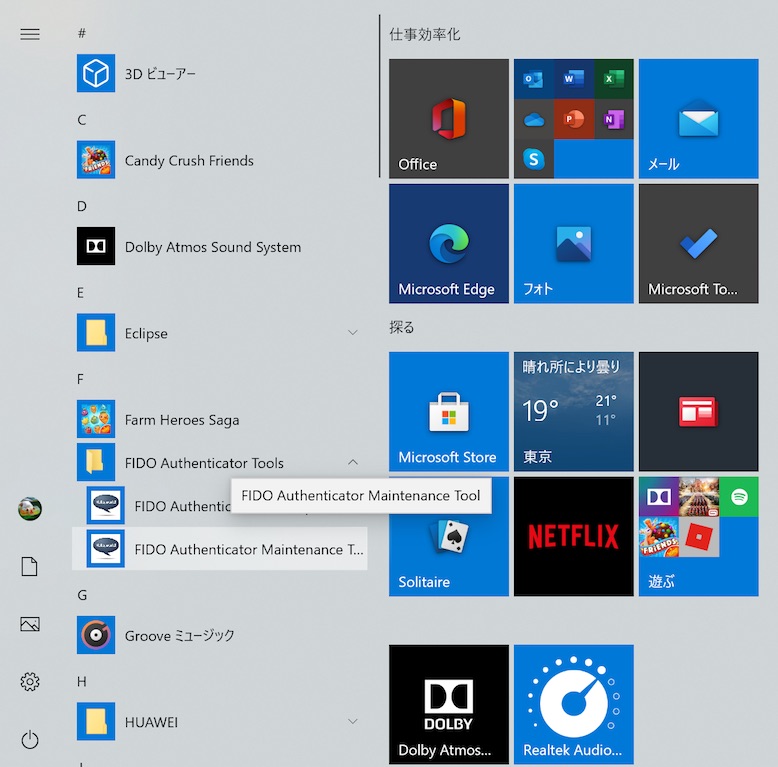 #
3D ビューアー
C
Candy Crush Friends
D
Dolby Atmos Sound System
E
Eclipse
F
Farm Heroes Saga
FIDO Authenticator Tools
FIDO Authentic
FIDO Authenticator Maintenance Tool
FIDO Authenticator Maintenance T...
G
Groove ミュージック
H
HUAWEI
仕事効率化
Office
メール
Microsoft Edge
フォト
Microsoft To...
探る
Microsoft Store
晴れ所により曇り
19°
21°
11°
東京
Solitaire
NETFLIX
FRIENDS
遊ぶ
DOLBY
Dolby Atmos...
Realtek Audio...